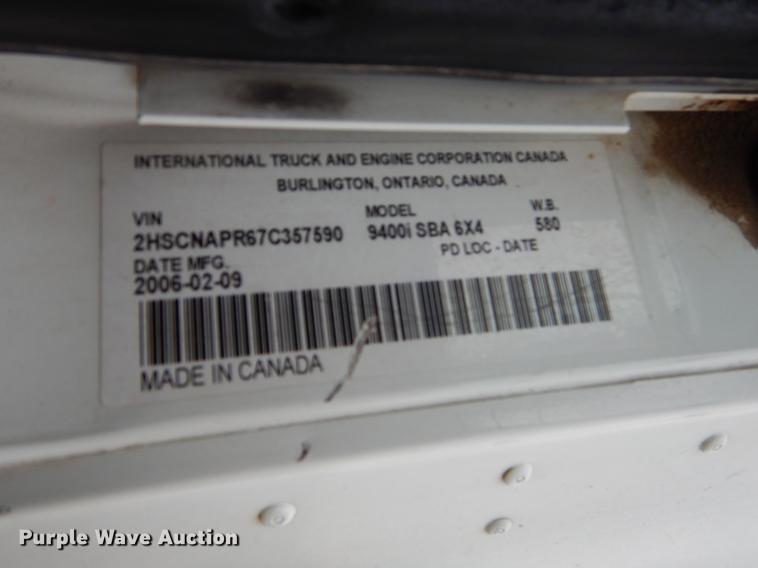 INTERNATIONAL TRUCK AND ENGINE CORPORATION CANADA
BURLINGTON, ONTARIO, CANADA
VIN MODEL W.B.
2HSCNAPR67C357590 9400i SBA 6X4 580
DATE MFG. PD LOC - DATE
2006-02-09
MADE IN CANADA
Purple Wave Auction